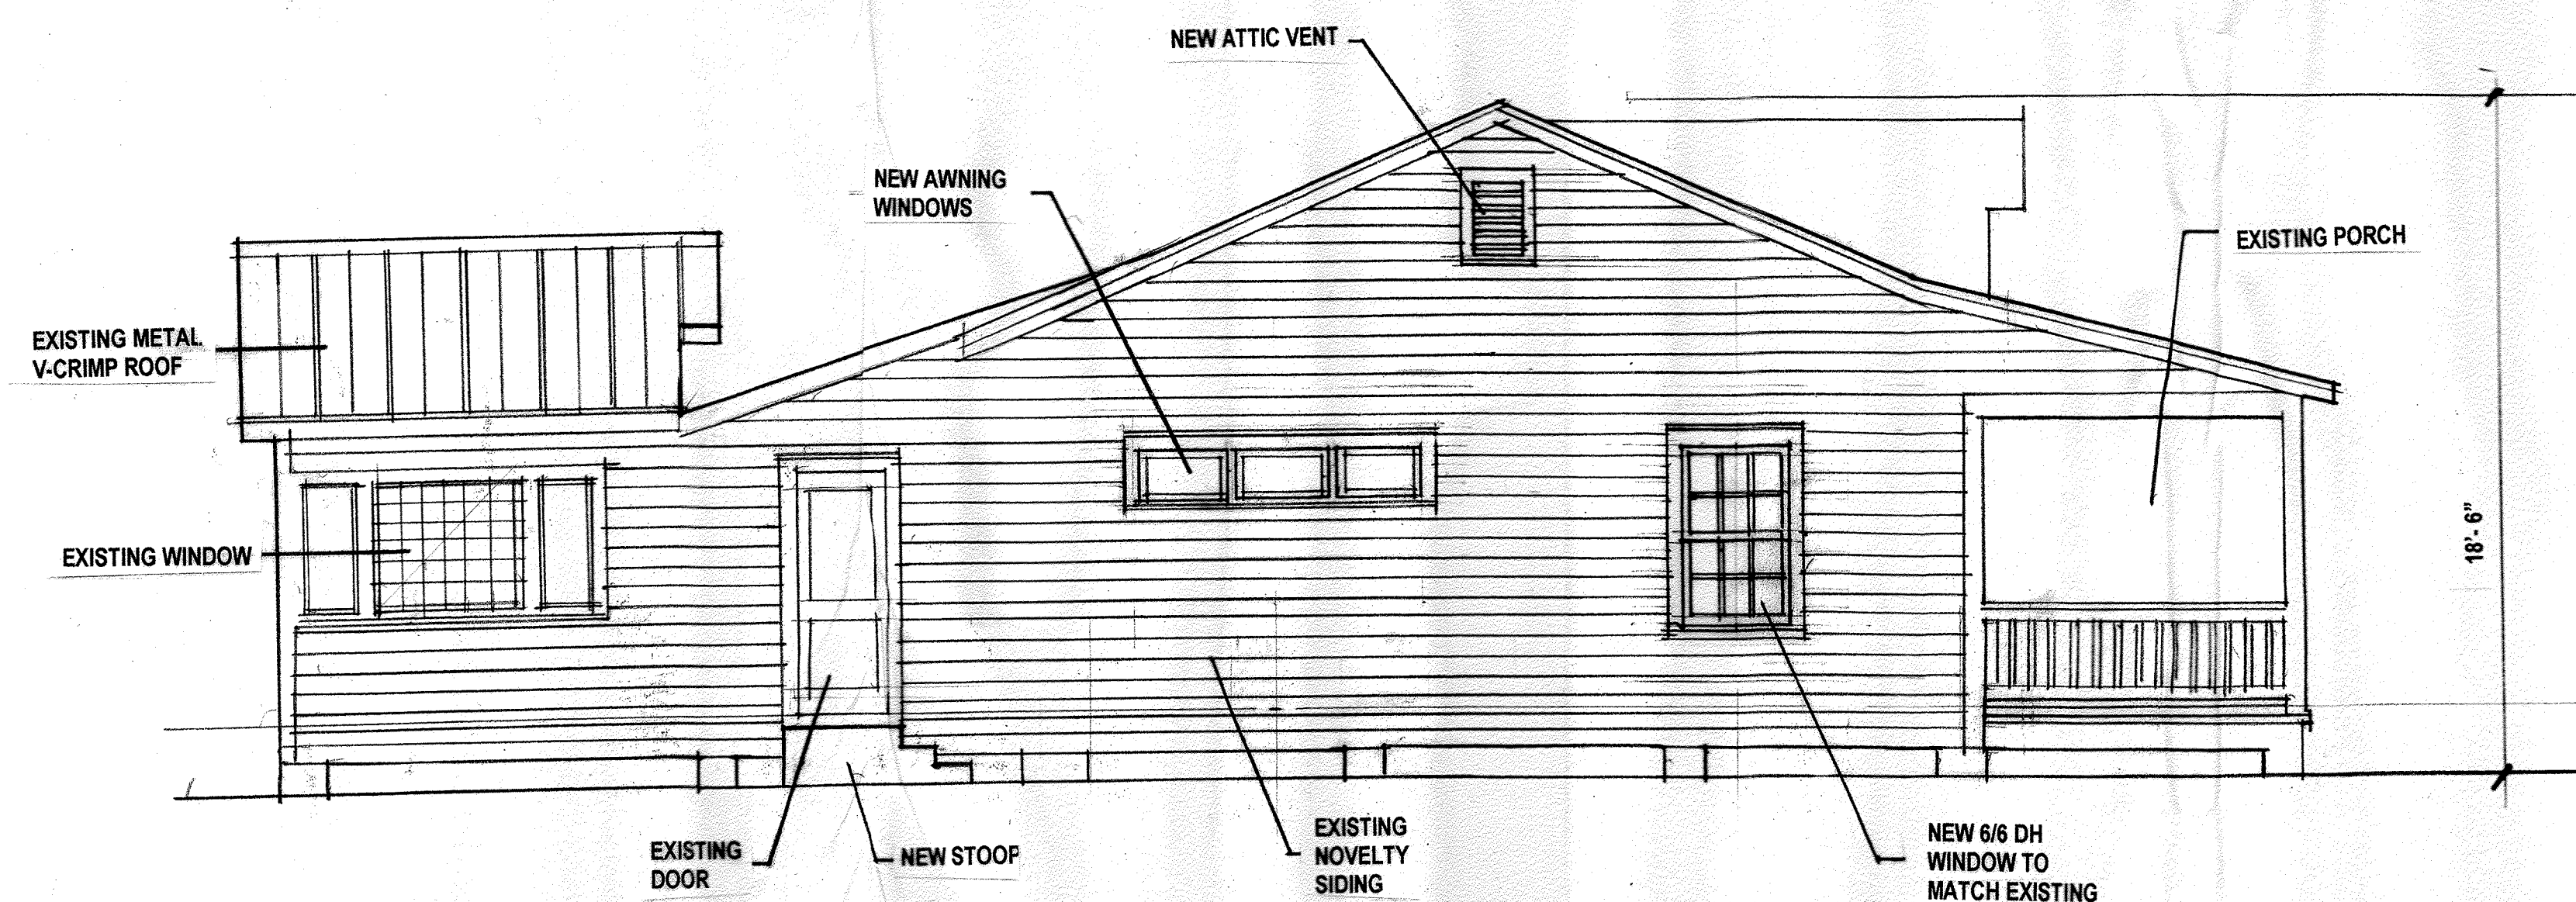 NEW ATTIC VENT
NEW AWNING
WINDOWS
EXISTING PORCH
EXISTING METAL
V-CRIMP ROOF
18'- 6"
EXISTING WINDOW
EXISTING
DOOR
NEW STOOP
EXISTING
NOVELTY
SIDING
NEW 6/6 DH
WINDOW TO
MATCH EXISTING